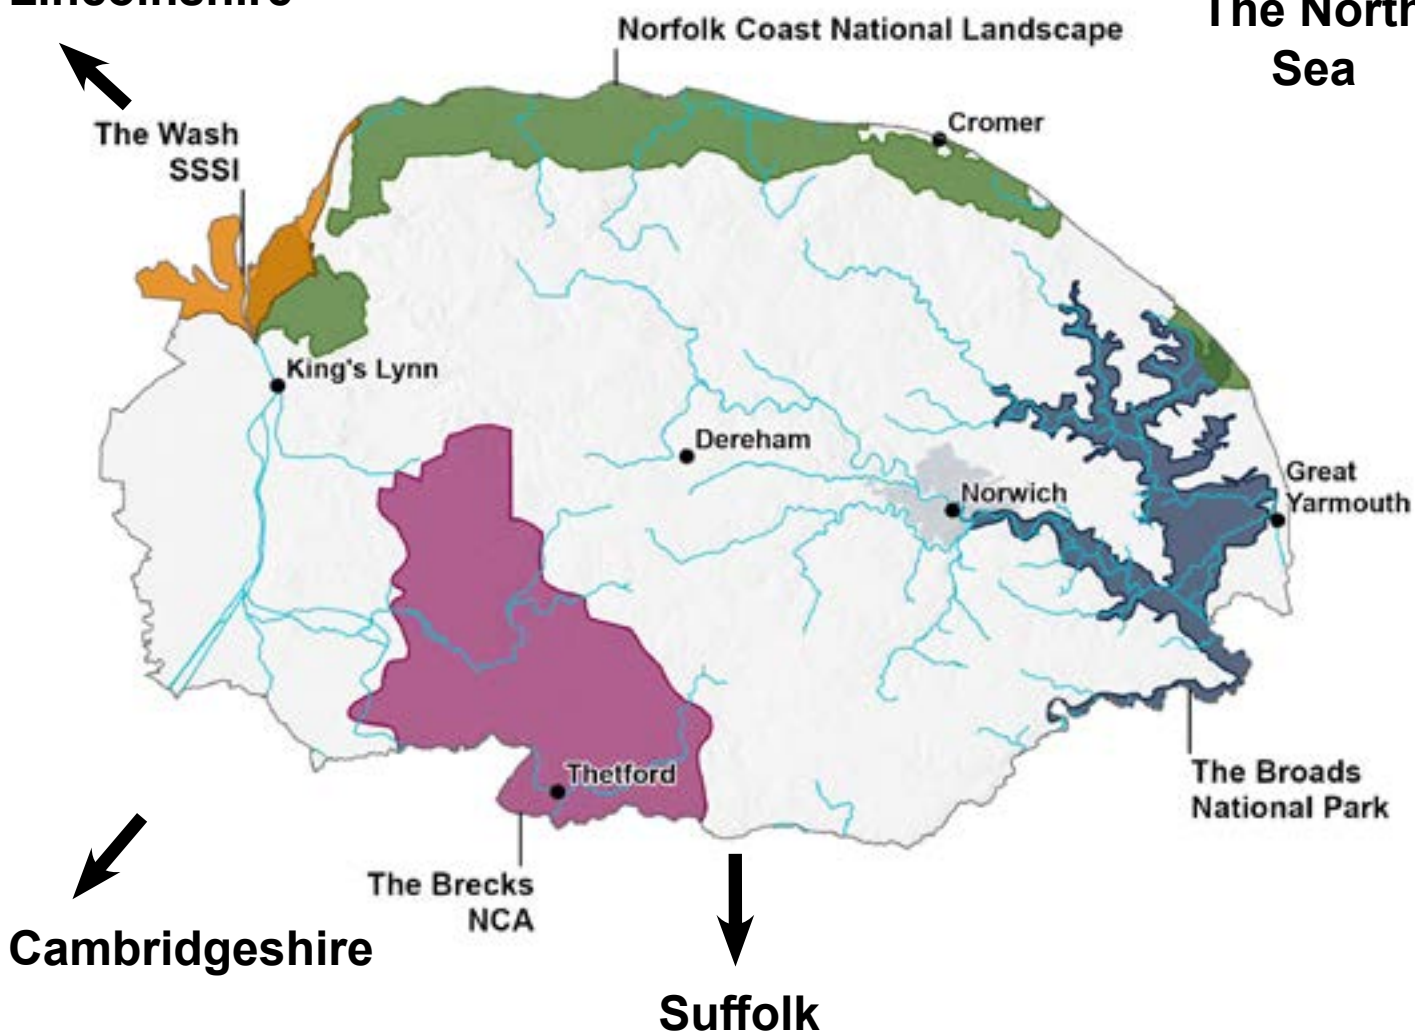 Lincolnshire
The North
Sea
Norfolk Coast National Landscape
Cromer
The Wash
SSSI
King's Lynn
Dereham
Norwich
Great
Yarmouth
Thetford
The Broads
National Park
The Brecks
NCA
Cambridgeshire
Suffolk